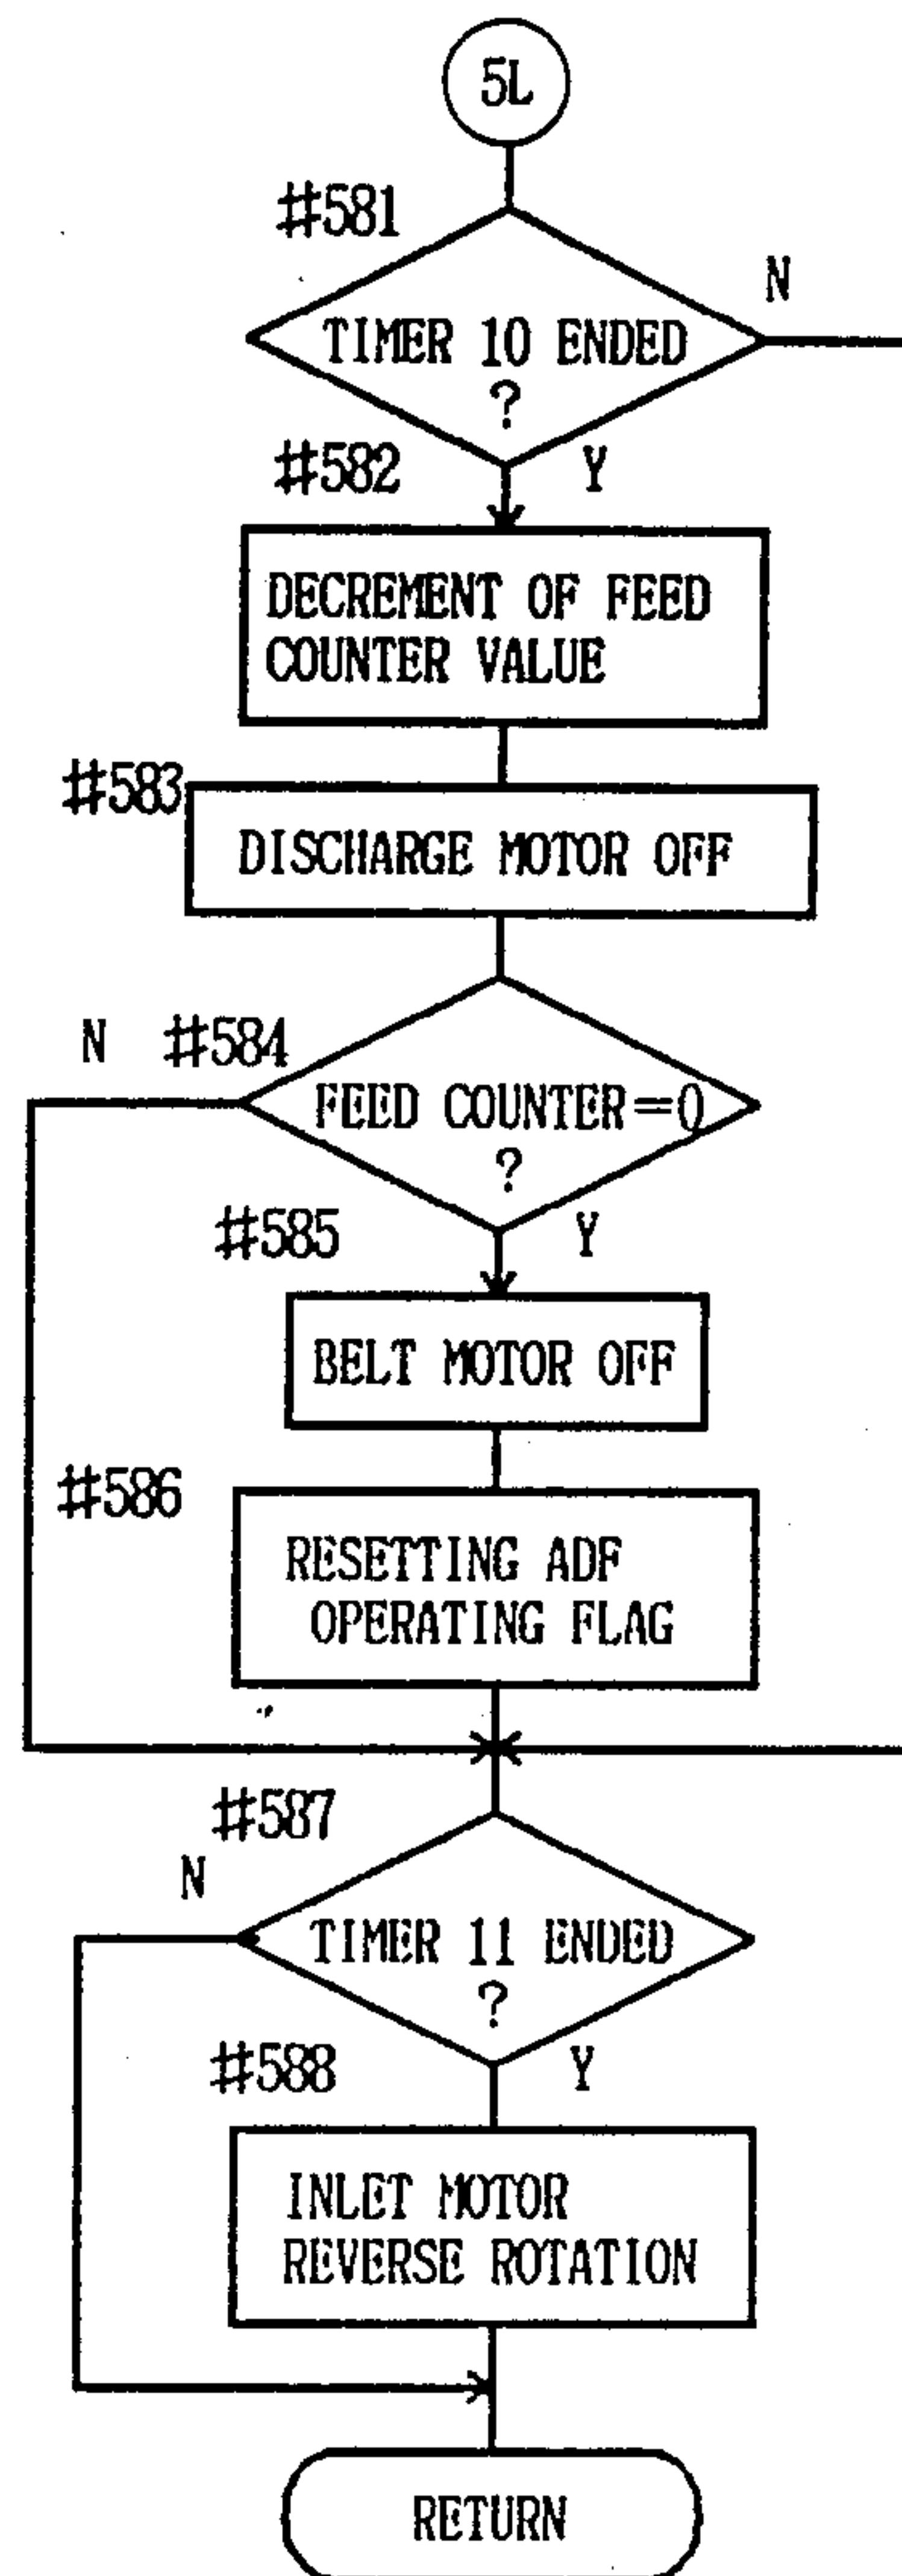 5L
#581
N
TIMER 10 ENDED
?
#582
Y
DECREMENT OF FEED
COUNTER VALUE
#583
DISCHARGE MOTOR OFF
N
#584
FEED COUNTER=0
?
#585
Y
BELT MOTOR OFF
#586
RESETTING ADF
OPERATING FLAG
#587
N
TIMER 11 ENDED
?
#588
Y
INLET MOTOR
REVERSE ROTATION
RETURN